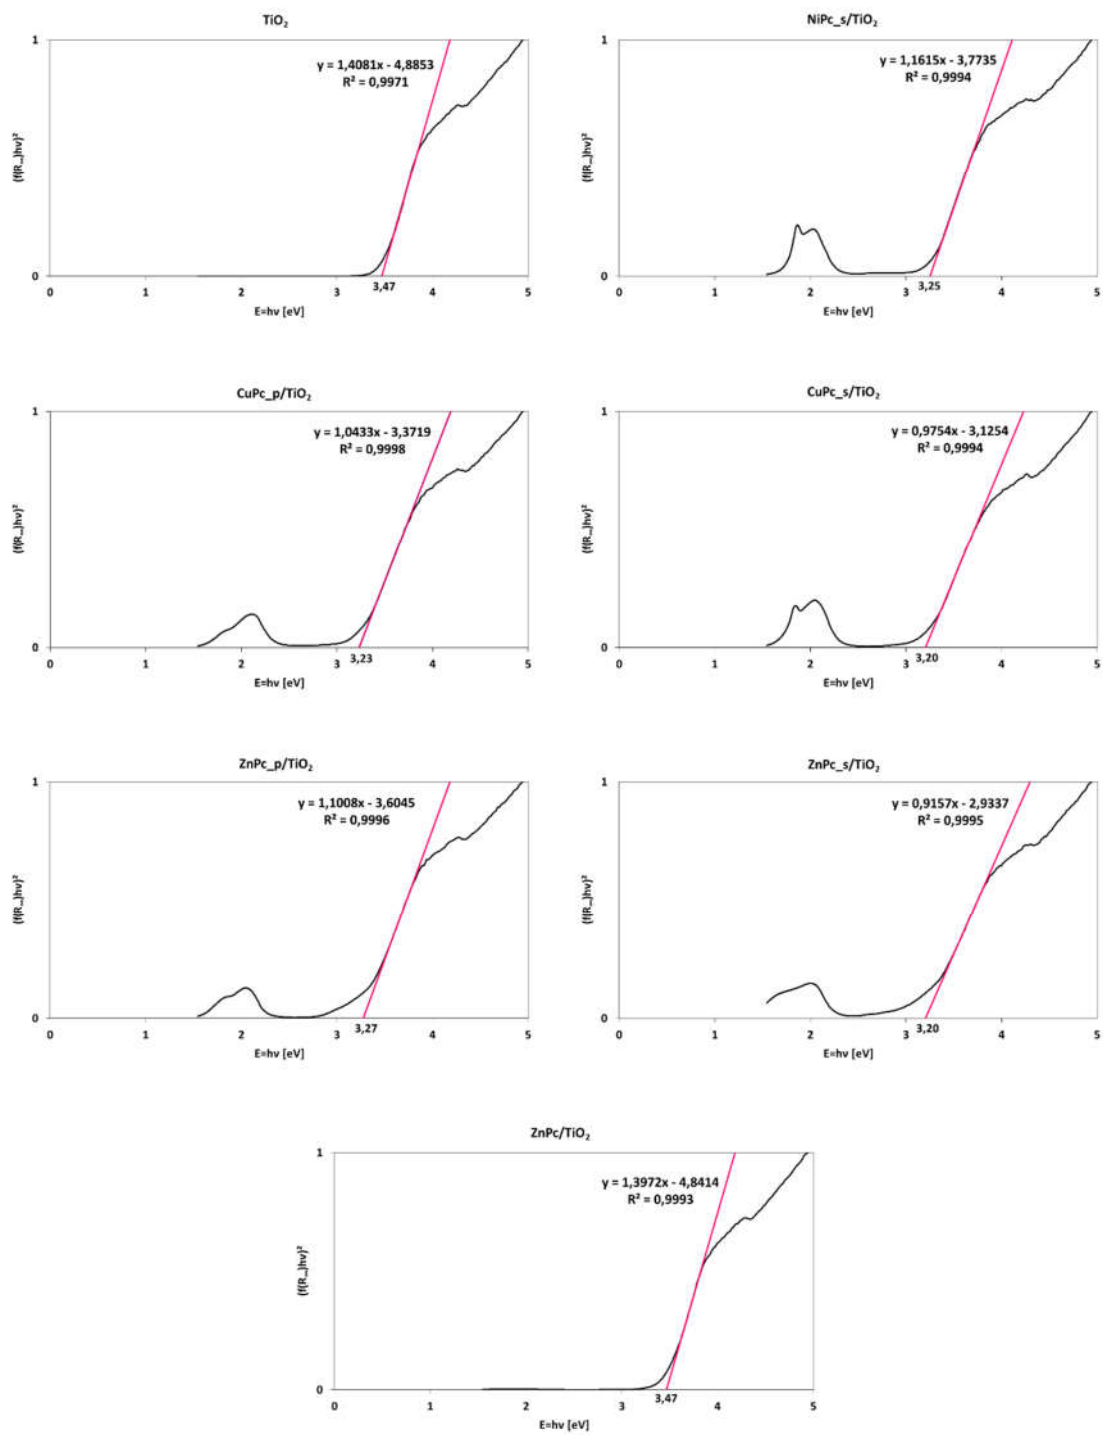 TiO₂
1
y = 1,4081x - 4,8853
R² = 0,9971
(f(R∞)hν)²
0
0 1 2 3 3,47 4 5
E=hν [eV]
NiPc_s/TiO₂
1
y = 1,1615x - 3,7735
R² = 0,9994
(f(R∞)hν)²
0
0 1 2 3 3,25 4 5
E=hν [eV]
CuPc_p/TiO₂
1
y = 1,0433x - 3,3719
R² = 0,9998
(f(R∞)hν)²
0
0 1 2 3 3,23 4 5
E=hν [eV]
CuPc_s/TiO₂
1
y = 0,9754x - 3,1254
R² = 0,9994
(f(R∞)hν)²
0
0 1 2 3 3,20 4 5
E=hν [eV]
ZnPc_p/TiO₂
1
y = 1,1008x - 3,6045
R² = 0,9996
(f(R∞)hν)²
0
0 1 2 3 3,27 4 5
E=hν [eV]
ZnPc_s/TiO₂
1
y = 0,9157x - 2,9337
R² = 0,9995
(f(R∞)hν)²
0
0 1 2 3 3,20 4 5
E=hν [eV]
ZnPc/TiO₂
1
y = 1,3972x - 4,8414
R² = 0,9993
(f(R∞)hν)²
0
0 1 2 3 3,47 4 5
E=hν [eV]